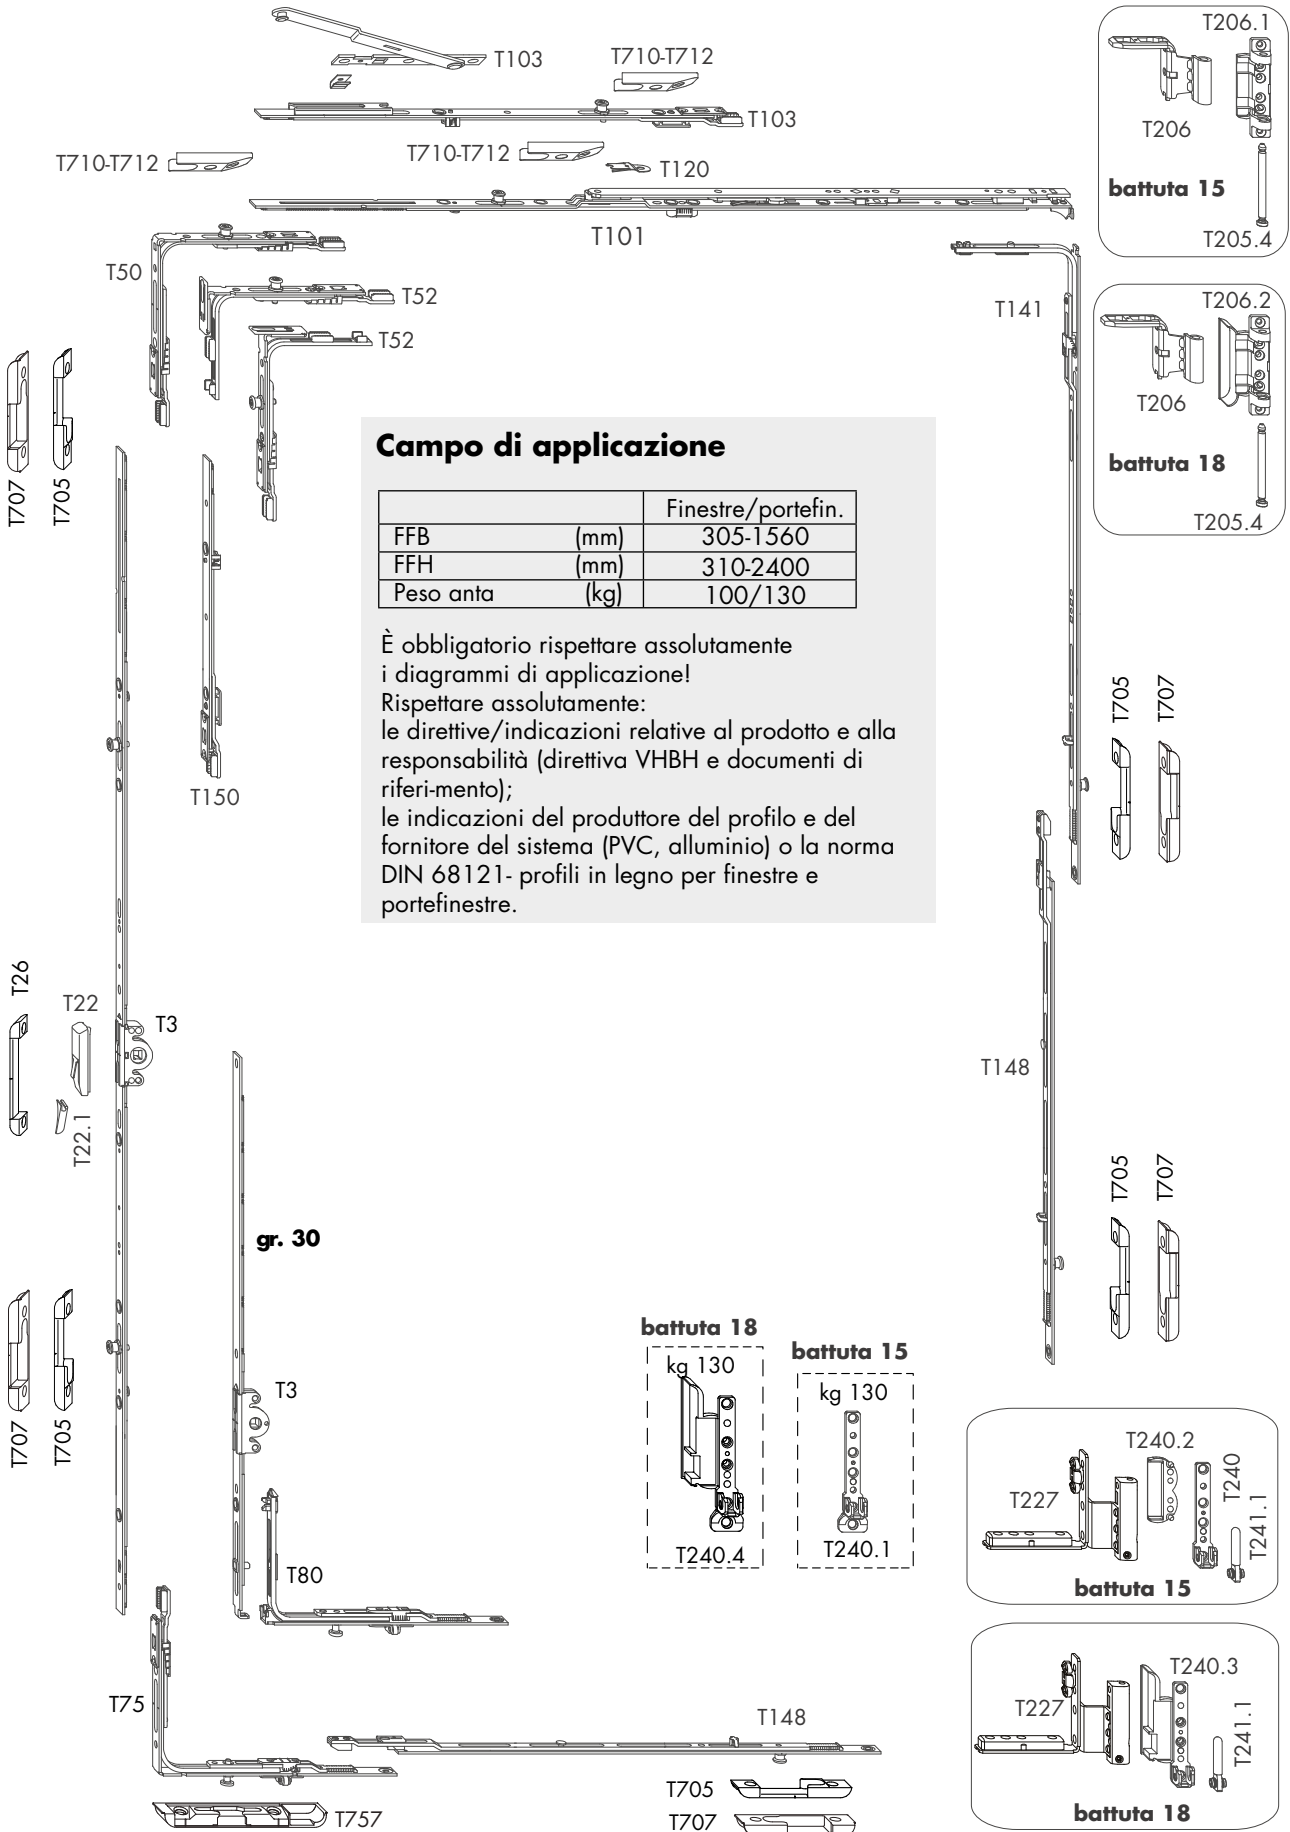 T103
T710-T712
T103
T710-T712
T710-T712
T120
T101
T50
T52
T52
T141
T206.1
T206
battuta 15
T205.4
T206.2
T206
battuta 18
T205.4
T707
T705
Campo di applicazione
Finestre/portefin.
FFB (mm) 305-1560
FFH (mm) 310-2400
Peso anta (kg) 100/130
È obbligatorio rispettare assolutamente
i diagrammi di applicazione!
Rispettare assolutamente:
le direttive/indicazioni relative al prodotto e alla
responsabilità (direttiva VHBH e documenti di
riferi-mento);
le indicazioni del produttore del profilo e del
fornitore del sistema (PVC, alluminio) o la norma
DIN 68121- profili in legno per finestre e
portefinestre.
T150
T705
T707
T26
T22
T3
T22.1
T148
gr. 30
T705
T707
T707
T705
T3
battuta 18
kg 130
T240.4
battuta 15
kg 130
T240.1
T240.2
T240
T227
T241.1
battuta 15
T80
T240.3
T227
T241.1
battuta 18
T75
T148
T757
T705
T707